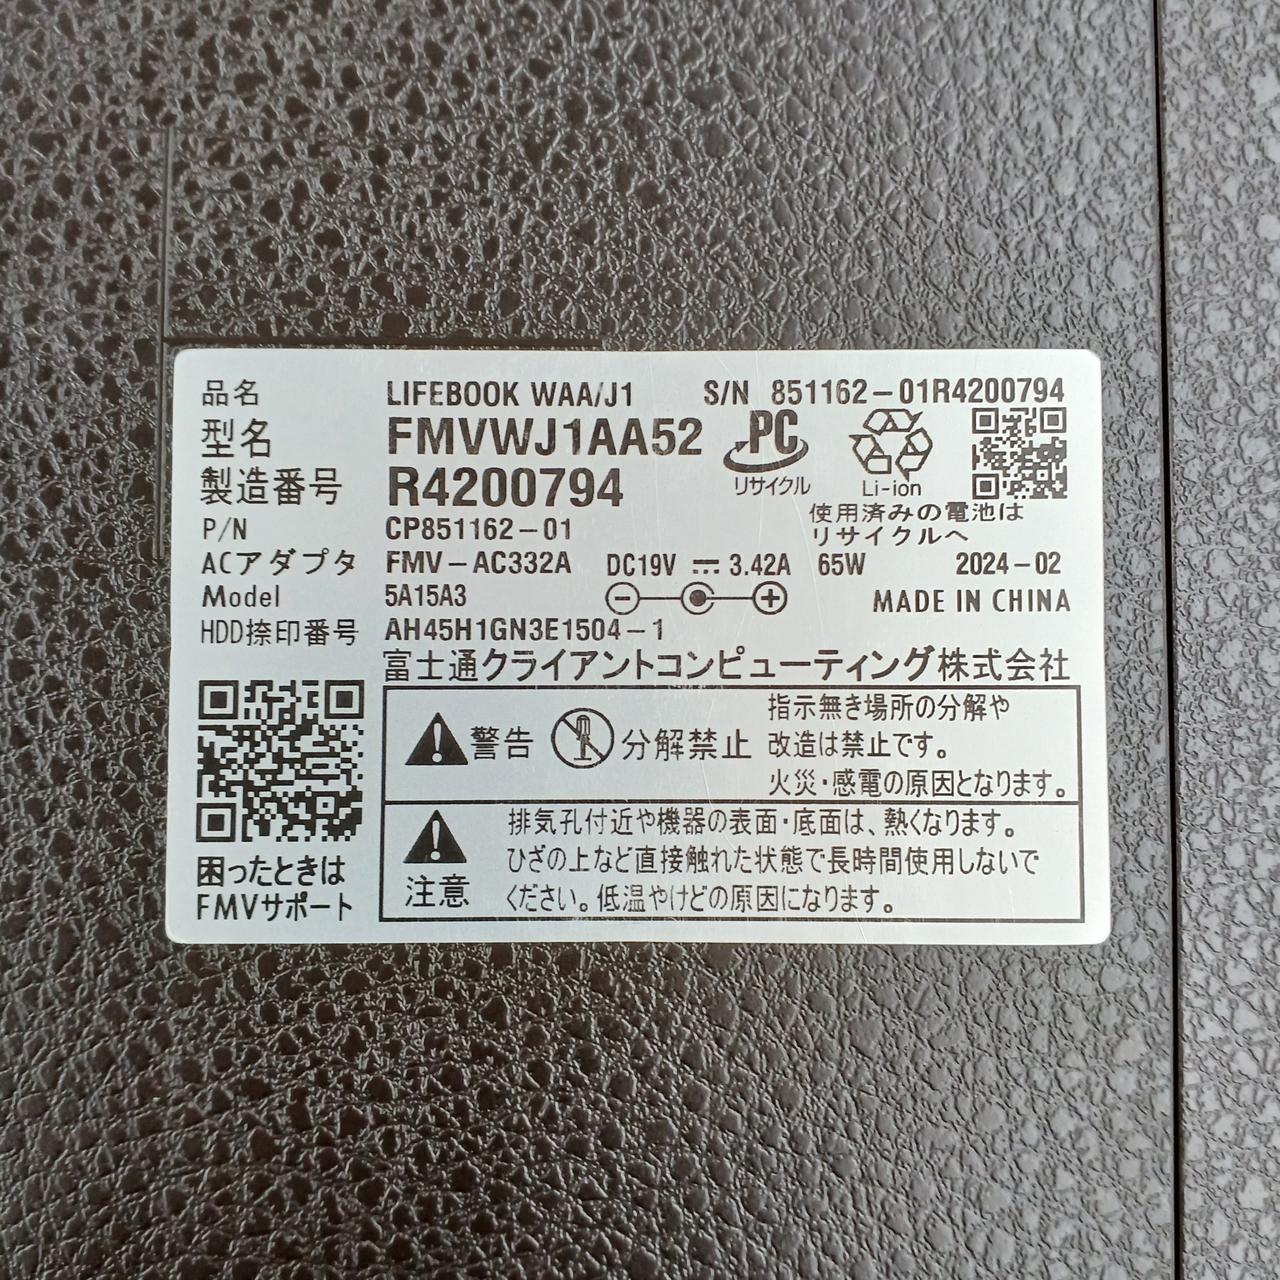 品名 LIFEBOOK WAA/J1 S/N 851162-01R4200794
型名 FMVWJ1AA52 PC リサイクル Li-ion
製造番号 R4200794
使用済みの電池は
リサイクルへ
P/N CP851162-01
ACアダプタ FMV-AC332A DC19V ⎓ 3.42A 65W 2024-02
Model 5A15A3 MADE IN CHINA
HDD捺印番号 AH45H1GN3E1504-1
富士通クライアントコンピューティング株式会社
警告 分解禁止
指示無き場所の分解や
改造は禁止です。
火災・感電の原因となります。
注意
排気孔付近や機器の表面・底面は、熱くなります。
ひざの上など直接触れた状態で長時間使用しないで
ください。低温やけどの原因になります。
困ったときは
FMVサポート